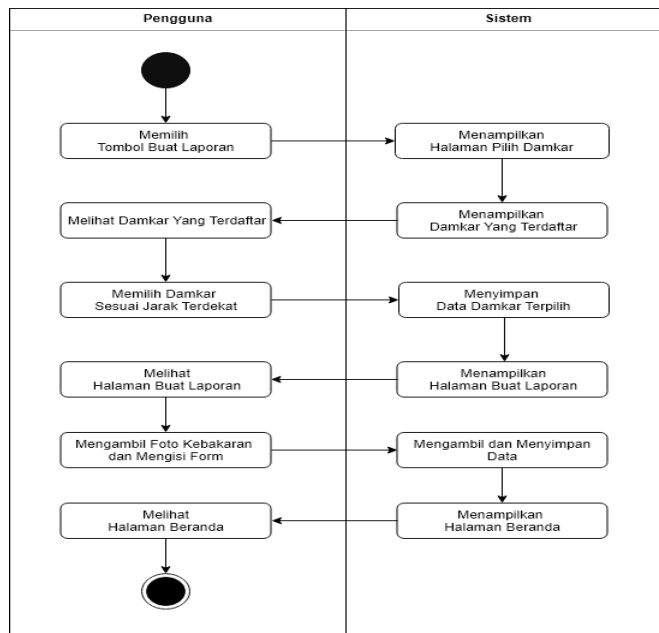 Pengguna
Sistem
Memilih
Tombol Buat Laporan
Menampilkan
Halaman Pilih Damkar
Melihat Damkar Yang Terdaftar
Menampilkan
Damkar Yang Terdaftar
Memilih Damkar
Sesuai Jarak Terdekat
Menyimpan
Data Damkar Terpilih
Melihat
Halaman Buat Laporan
Menampilkan
Halaman Buat Laporan
Mengambil Foto Kebakaran
dan Mengisi Form
Mengambil dan Menyimpan
Data
Melihat
Halaman Beranda
Menampilkan
Halaman Beranda